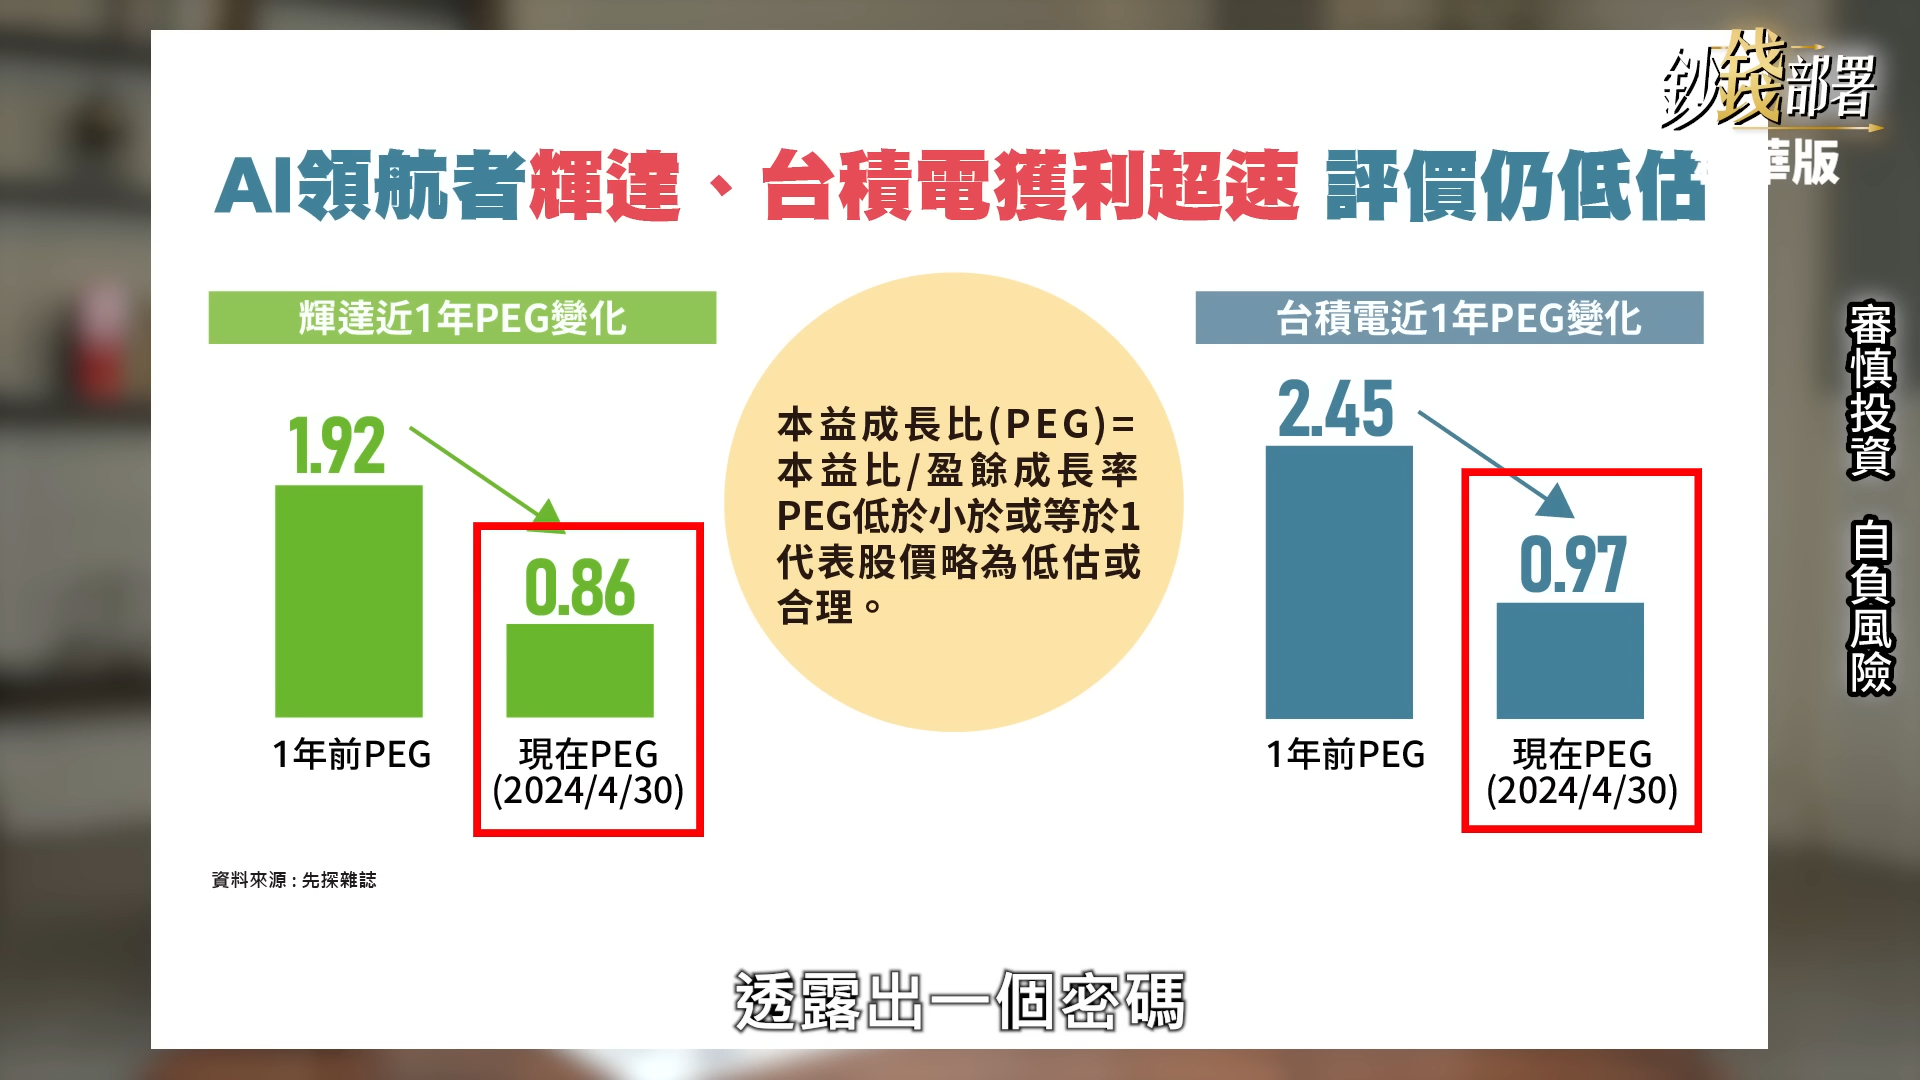 鈔錢部署
華版
AI領航者輝達、台積電獲利超速 評價仍低估
輝達近1年PEG變化
1.92
0.86
1年前PEG
現在PEG
(2024/4/30)
本益成長比(PEG)=
本益比/盈餘成長率
PEG低於小於或等於1
代表股價略為低估或
合理。
台積電近1年PEG變化
2.45
0.97
1年前PEG
現在PEG
(2024/4/30)
審慎投資 自負風險
資料來源:先探雜誌
透露出一個密碼